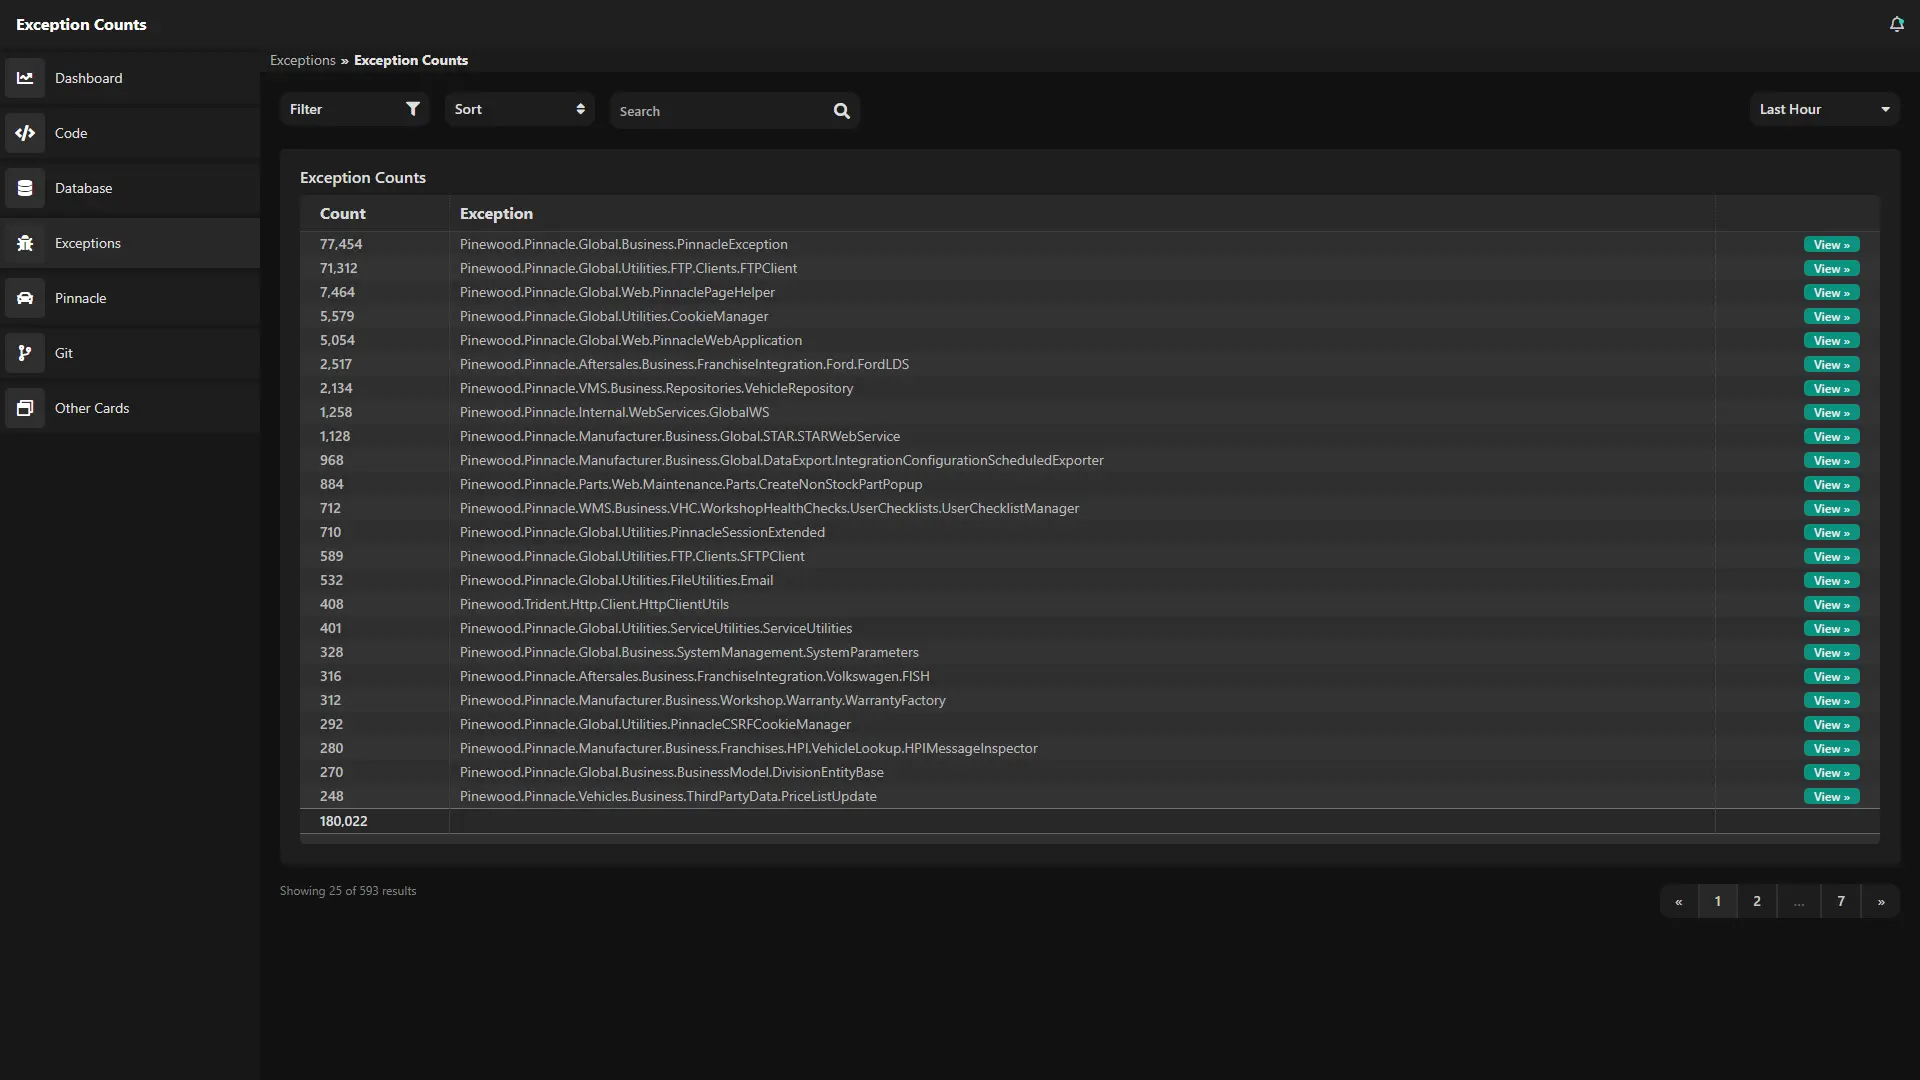 Exception Counts
Dashboard
Code
Database
Exceptions
Pinnacle
Git
Other Cards
Exceptions » Exception Counts
Filter
Sort
Search
Last Hour
Exception Counts
Count Exception
77,454 Pinewood.Pinnacle.Global.Business.PinnacleException View »
71,312 Pinewood.Pinnacle.Global.Utilities.FTP.Clients.FTPClient View »
7,464 Pinewood.Pinnacle.Global.Web.PinnaclePageHelper View »
5,579 Pinewood.Pinnacle.Global.Utilities.CookieManager View »
5,054 Pinewood.Pinnacle.Global.Web.PinnacleWebApplication View »
2,517 Pinewood.Pinnacle.Aftersales.Business.FranchiseIntegration.Ford.FordLDS View »
2,134 Pinewood.Pinnacle.VMS.Business.Repositories.VehicleRepository View »
1,258 Pinewood.Pinnacle.Internal.WebServices.GlobalWS View »
1,128 Pinewood.Pinnacle.Manufacturer.Business.Global.STAR.STARWebService View »
968 Pinewood.Pinnacle.Manufacturer.Business.Global.DataExport.IntegrationConfigurationScheduledExporter View »
884 Pinewood.Pinnacle.Parts.Web.Maintenance.Parts.CreateNonStockPartPopup View »
712 Pinewood.Pinnacle.WMS.Business.VHC.WorkshopHealthChecks.UserChecklists.UserChecklistManager View »
710 Pinewood.Pinnacle.Global.Utilities.PinnacleSessionExtended View »
589 Pinewood.Pinnacle.Global.Utilities.FTP.Clients.SFTPClient View »
532 Pinewood.Pinnacle.Global.Utilities.FileUtilities.Email View »
408 Pinewood.Trident.Http.Client.HttpClientUtils View »
401 Pinewood.Pinnacle.Global.Utilities.ServiceUtilities.ServiceUtilities View »
328 Pinewood.Pinnacle.Global.Business.SystemManagement.SystemParameters View »
316 Pinewood.Pinnacle.Aftersales.Business.FranchiseIntegration.Volkswagen.FISH View »
312 Pinewood.Pinnacle.Manufacturer.Business.Workshop.Warranty.WarrantyFactory View »
292 Pinewood.Pinnacle.Global.Utilities.PinnacleCSRFCookieManager View »
280 Pinewood.Pinnacle.Manufacturer.Business.Franchises.HPI.VehicleLookup.HPIMessageInspector View »
270 Pinewood.Pinnacle.Global.Business.BusinessModel.DivisionEntityBase View »
248 Pinewood.Pinnacle.Vehicles.Business.ThirdPartyData.PriceListUpdate View »
180,022
Showing 25 of 593 results
« 1 2 ... 7 »